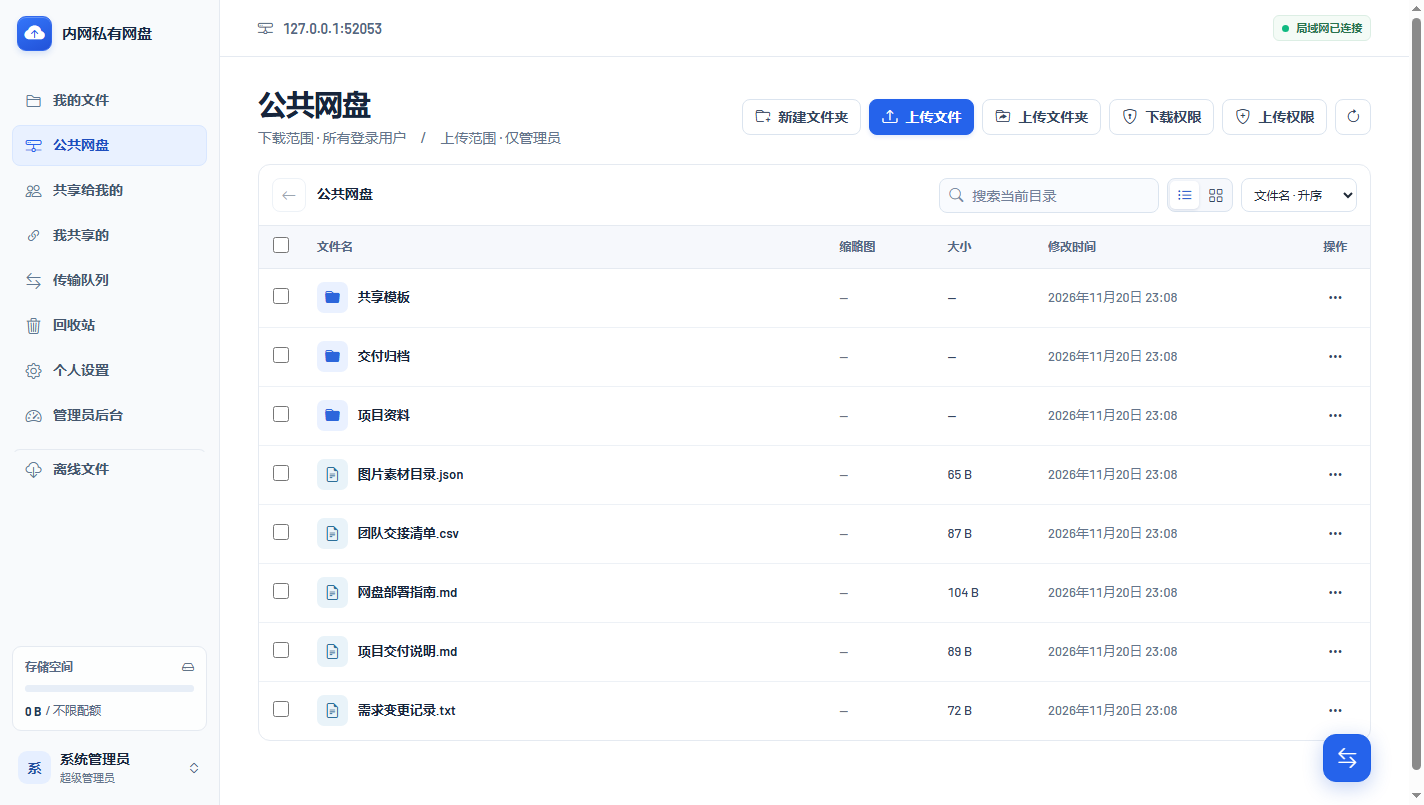 内网私有网盘
127.0.0.1:52053
局域网已连接
我的文件
公共网盘
共享给我的
我共享的
传输队列
回收站
个人设置
管理员后台
离线文件
存储空间
0 B / 不限配额
系
系统管理员
超级管理员
公共网盘
下载范围 · 所有登录用户 / 上传范围 · 仅管理员
新建文件夹 上传文件 上传文件夹 下载权限 上传权限
公共网盘 搜索当前目录 文件名 · 升序
文件名 缩略图 大小 修改时间 操作
共享模板 — — 2026年11月20日 23:08
交付归档 — — 2026年11月20日 23:08
项目资料 — — 2026年11月20日 23:08
图片素材目录.json — 65 B 2026年11月20日 23:08
团队交接清单.csv — 87 B 2026年11月20日 23:08
网盘部署指南.md — 104 B 2026年11月20日 23:08
项目交付说明.md — 89 B 2026年11月20日 23:08
需求变更记录.txt — 72 B 2026年11月20日 23:08